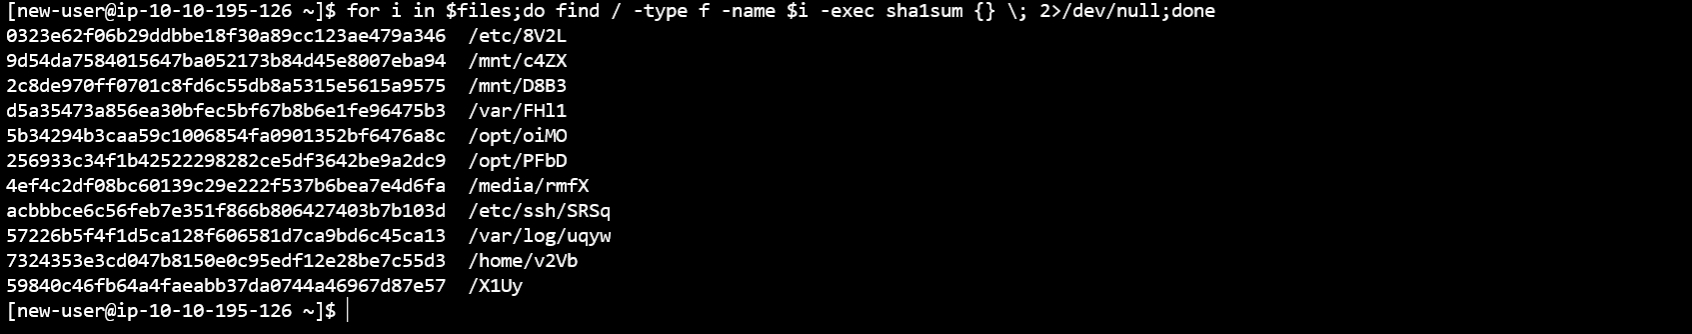 [new-user@ip-10-10-195-126 ~]$ for i in $files;do find / -type f -name $i -exec sha1sum {} \; 2>/dev/null;done
0323e62f06b29ddbbe18f30a89cc123ae479a346  /etc/8V2L
9d54da7584015647ba052173b84d45e8007eba94  /mnt/c4ZX
2c8de970ff0701c8fd6c55db8a5315e5615a9575  /mnt/D8B3
d5a35473a856ea30bfec5bf67b8b6e1fe96475b3  /var/FHl1
5b34294b3caa59c1006854fa0901352bf6476a8c  /opt/oiMO
256933c34f1b42522298282ce5df3642be9a2dc9  /opt/PFbD
4ef4c2df08bc60139c29e222f537b6bea7e4d6fa  /media/rmfX
acbbbce6c56feb7e351f866b806427403b7b103d  /etc/ssh/SRSq
57226b5f4f1d5ca128f606581d7ca9bd6c45ca13  /var/log/uqyw
7324353e3cd047b8150e0c95edf12e28be7c55d3  /home/v2Vb
59840c46fb64a4faeabb37da0744a46967d87e57  /X1Uy
[new-user@ip-10-10-195-126 ~]$